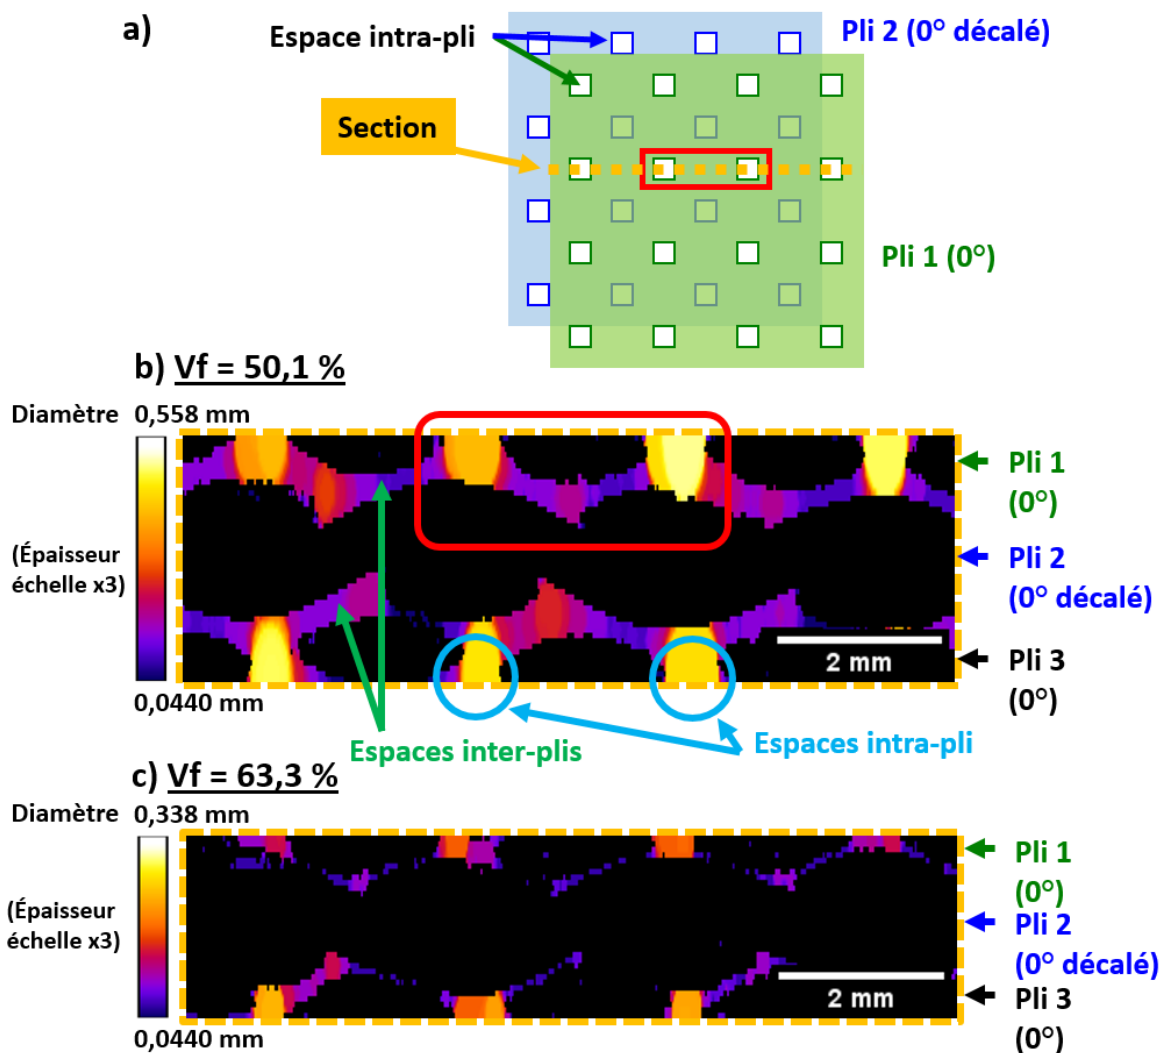 a)
Espace intra-pli
Pli 2 (0° décalé)
Section
Pli 1 (0°)
b) Vf = 50,1 %
Diamètre 0,558 mm
(Épaisseur
échelle x3)
0,0440 mm
Pli 1
(0°)
Pli 2
(0° décalé)
Pli 3
(0°)
2 mm
Espaces inter-plis
Espaces intra-pli
c) Vf = 63,3 %
Diamètre 0,338 mm
(Épaisseur
échelle x3)
0,0440 mm
Pli 1
(0°)
Pli 2
(0° décalé)
Pli 3
(0°)
2 mm